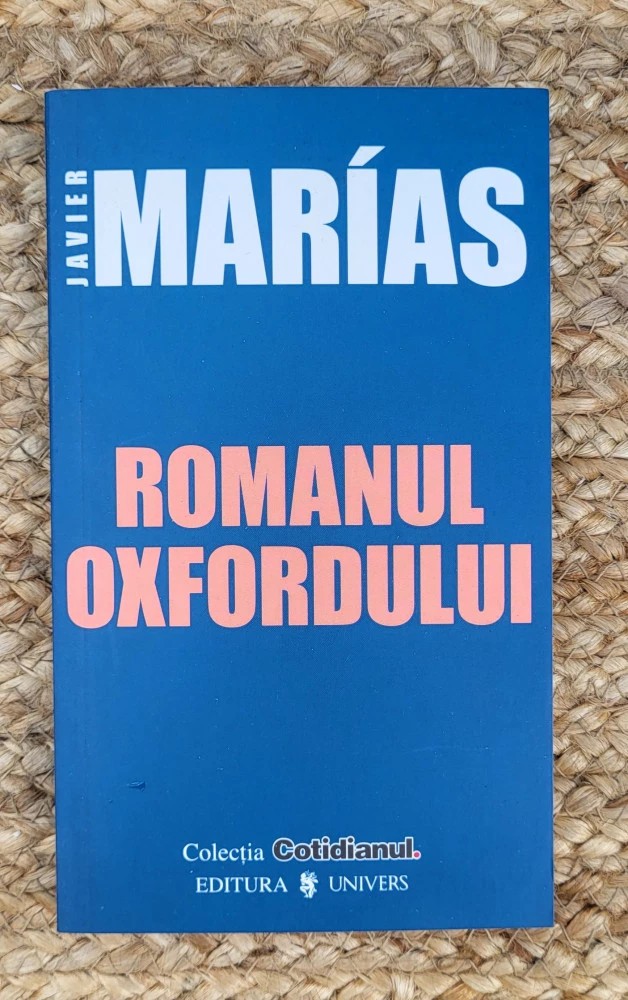 JAVIER
MARÍAS
ROMANUL
OXFORDULUI
Colecția Cotidianul.
EDITURA UNIVERS